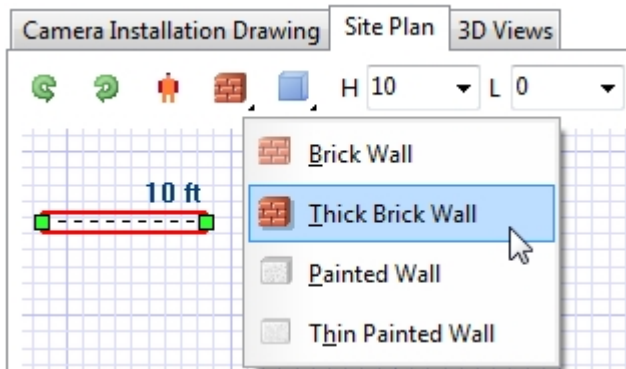 Camera Installation Drawing Site Plan 3D Views
H 10 L 0
Brick Wall
10 ft
Thick Brick Wall
Painted Wall
Thin Painted Wall